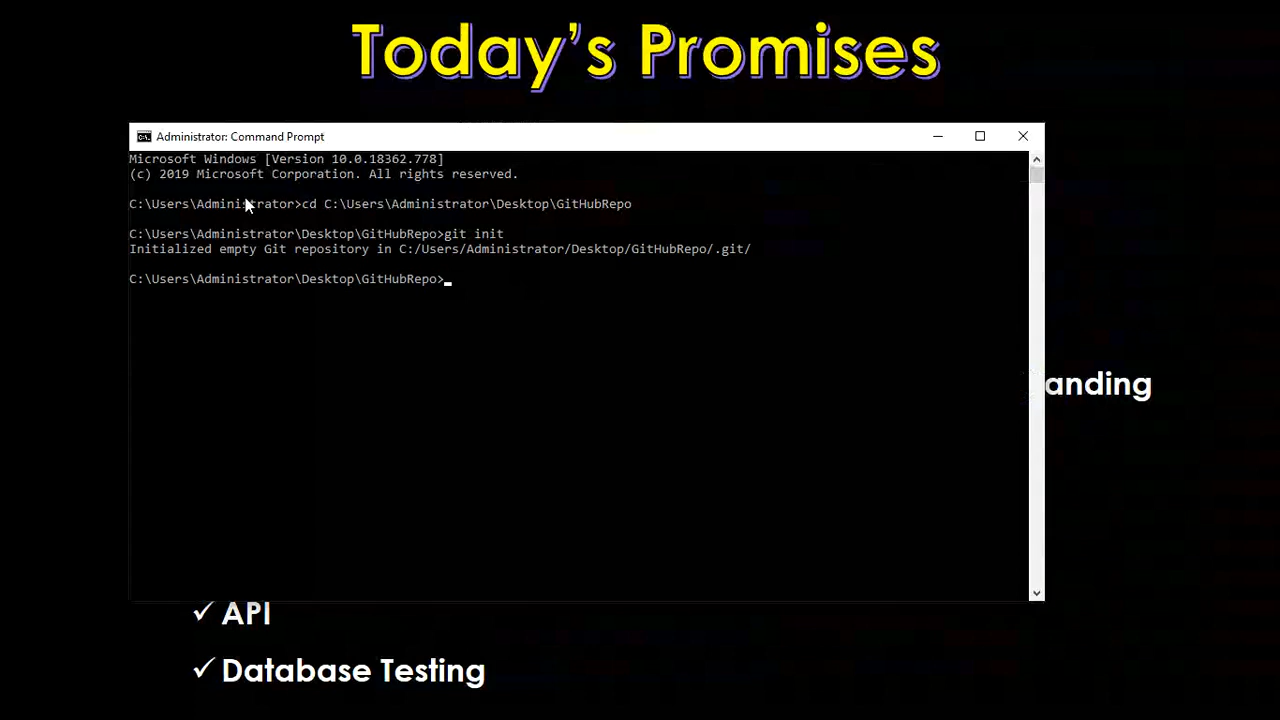 Today’s Promises
Administrator: Command Prompt
Microsoft Windows [Version 10.0.18362.778]
(c) 2019 Microsoft Corporation. All rights reserved.
C:\Users\Administrator>cd C:\Users\Administrator\Desktop\GitHubRepo
C:\Users\Administrator\Desktop\GitHubRepo>git init
Initialized empty Git repository in C:/Users/Administrator/Desktop/GitHubRepo/.git/
C:\Users\Administrator\Desktop\GitHubRepo>
anding
✓ API
✓ Database Testing